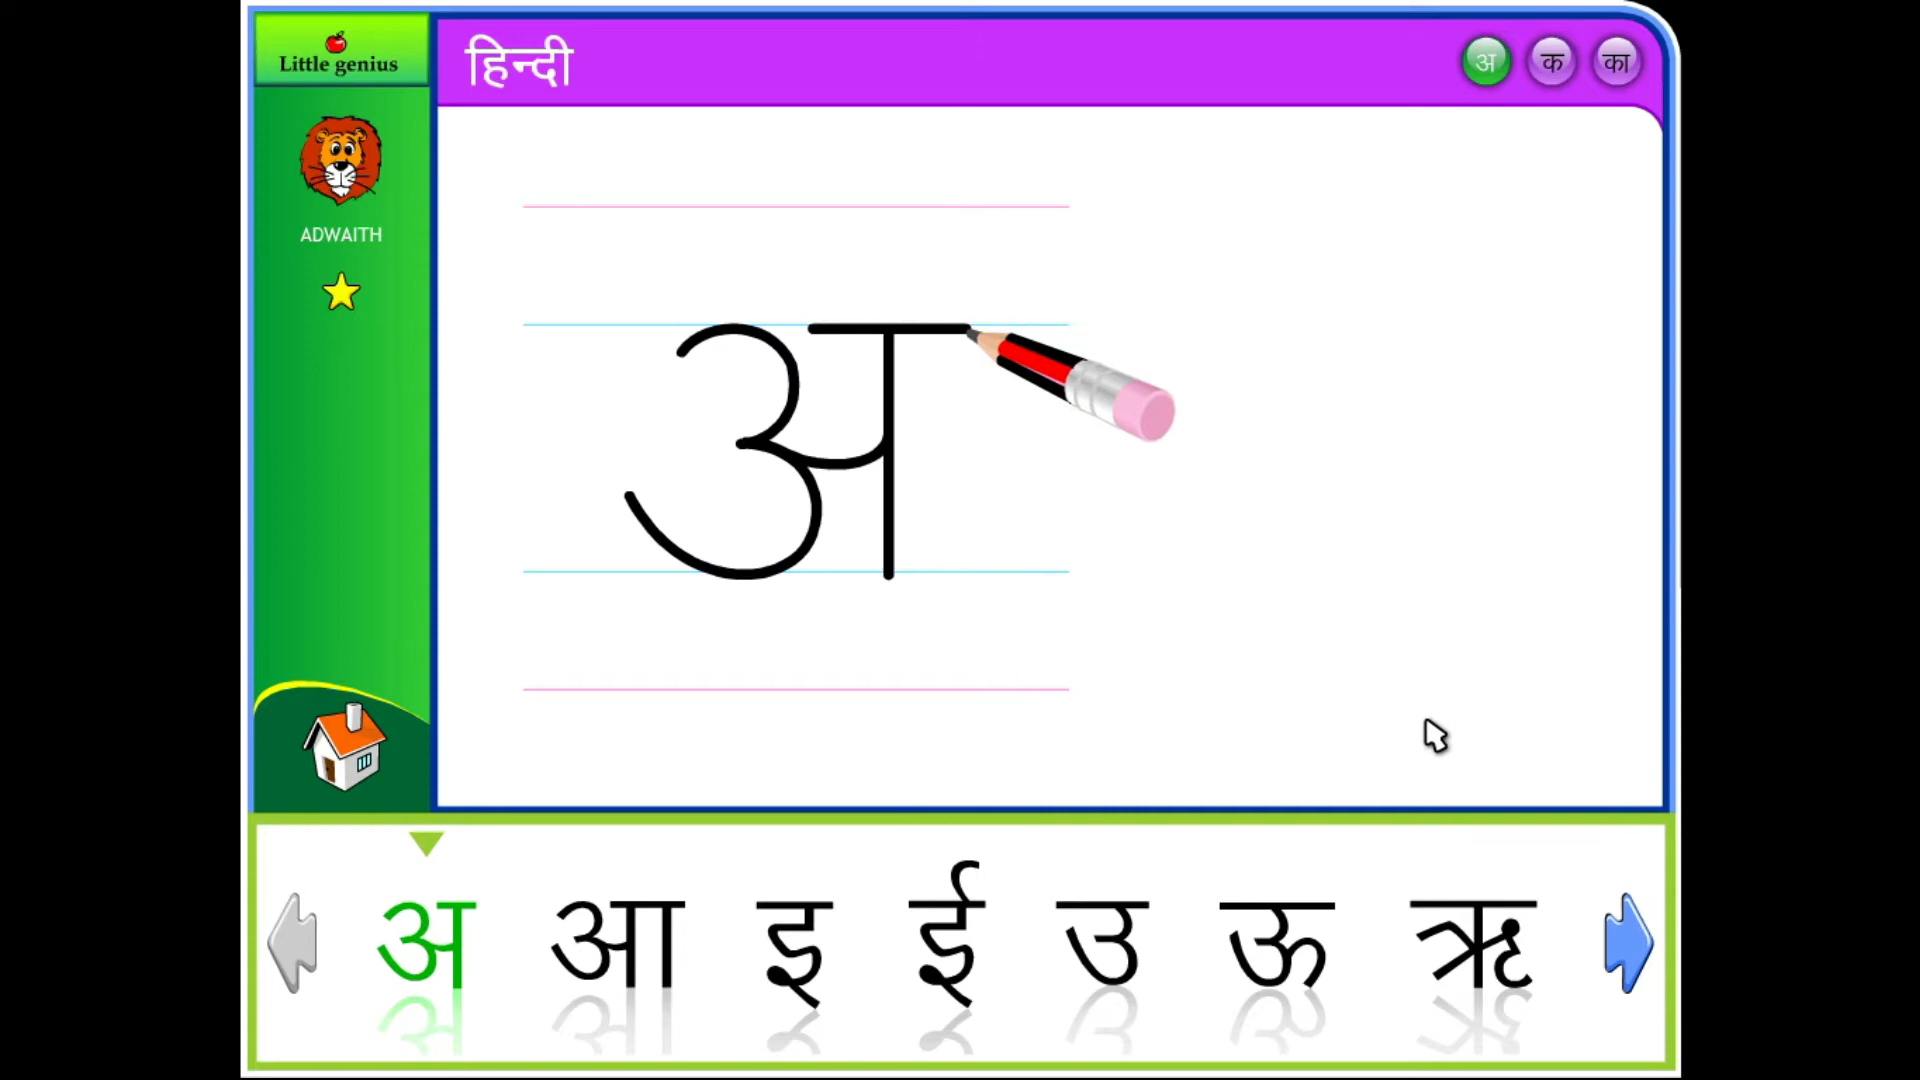 Little genius
हिन्दी
अ क का
ADWAITH
अ
अ आ इ ई उ ऊ ऋ